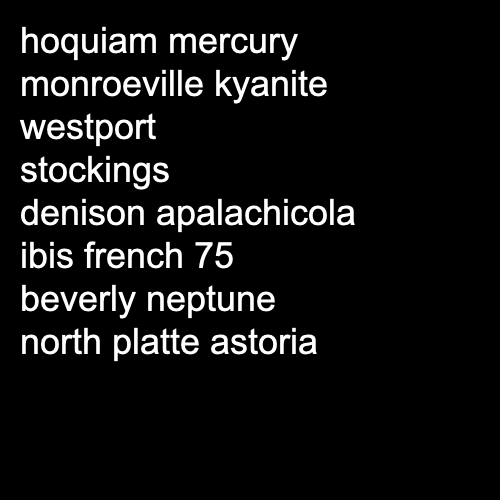 hoquiam mercury
monroeville kyanite
westport
stockings
denison apalachicola
ibis french 75
beverly neptune
north platte astoria